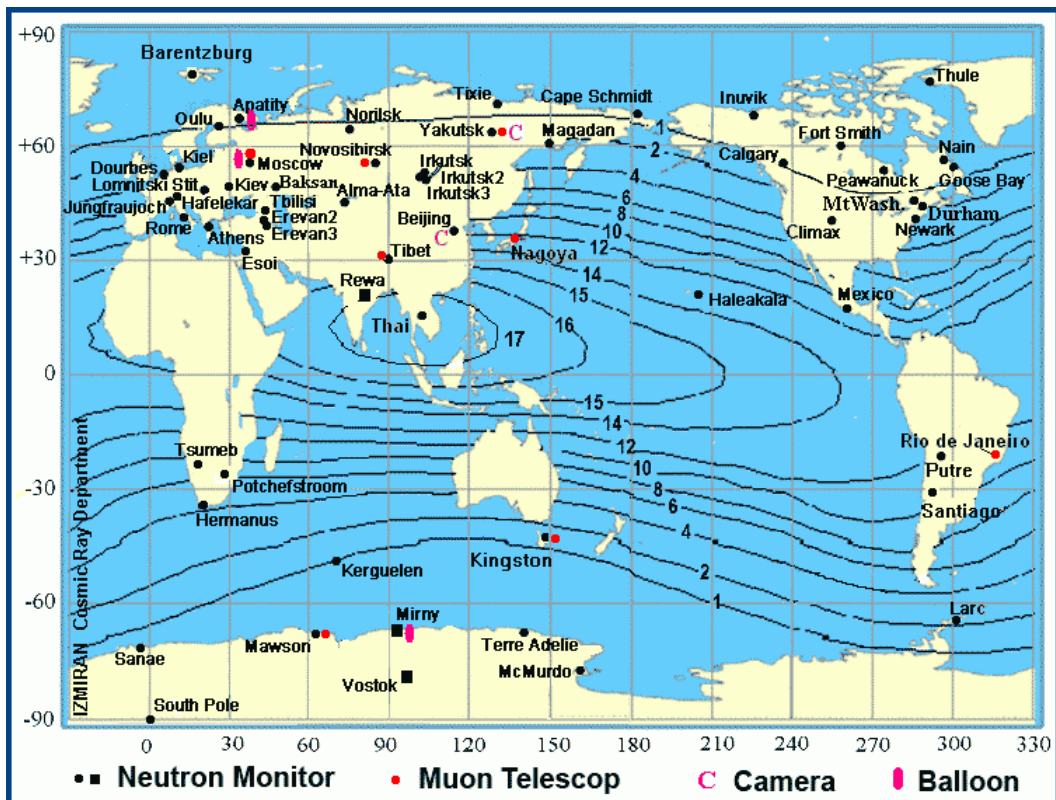 +90
Barentzburg
Thule
Tixie
Cape Schmidt
Inuvik
Apatity
Norilsk
Oulu
1
Yakutsk
C
Magadan
Fort Smith
+60
2
Nain
Kiel
Moscow
Novosibirsk
Irkutsk
Calgary
Dourbes
Irkutsk2
4
Peawanuck
Goose Bay
Lomnjtski Stit.
Kiev
Baksan
Alma-Ata
Irkutsk3
6
MtWash.
Jungfraujoch
Hafelekar
Tbilisi
Beijing
8
Durham
Rome
Erevan2
10
Climax
Newark
Athens
Erevan3
C
12
Nagoya
Esoi
Tibet
+30
14
Rewa
15
Haleakala
Mexico
Thai
16
17
0
15
14
12
Rio de Janeiro
Tsumeb
10
Putre
Potchefstroom
8
-30
6
Santiago
Hermanus
4
Kingston
Kerguelen
2
1
-60
Mirny
Larc
Mawson
Terre Adelie
Sanae
McMurdo
Vostok
South Pole
-90
IZMIRAN Cosmic Ray Department
0 30 60 90 120 150 180 210 240 270 300 330
Neutron Monitor Muon Telescop C Camera Balloon